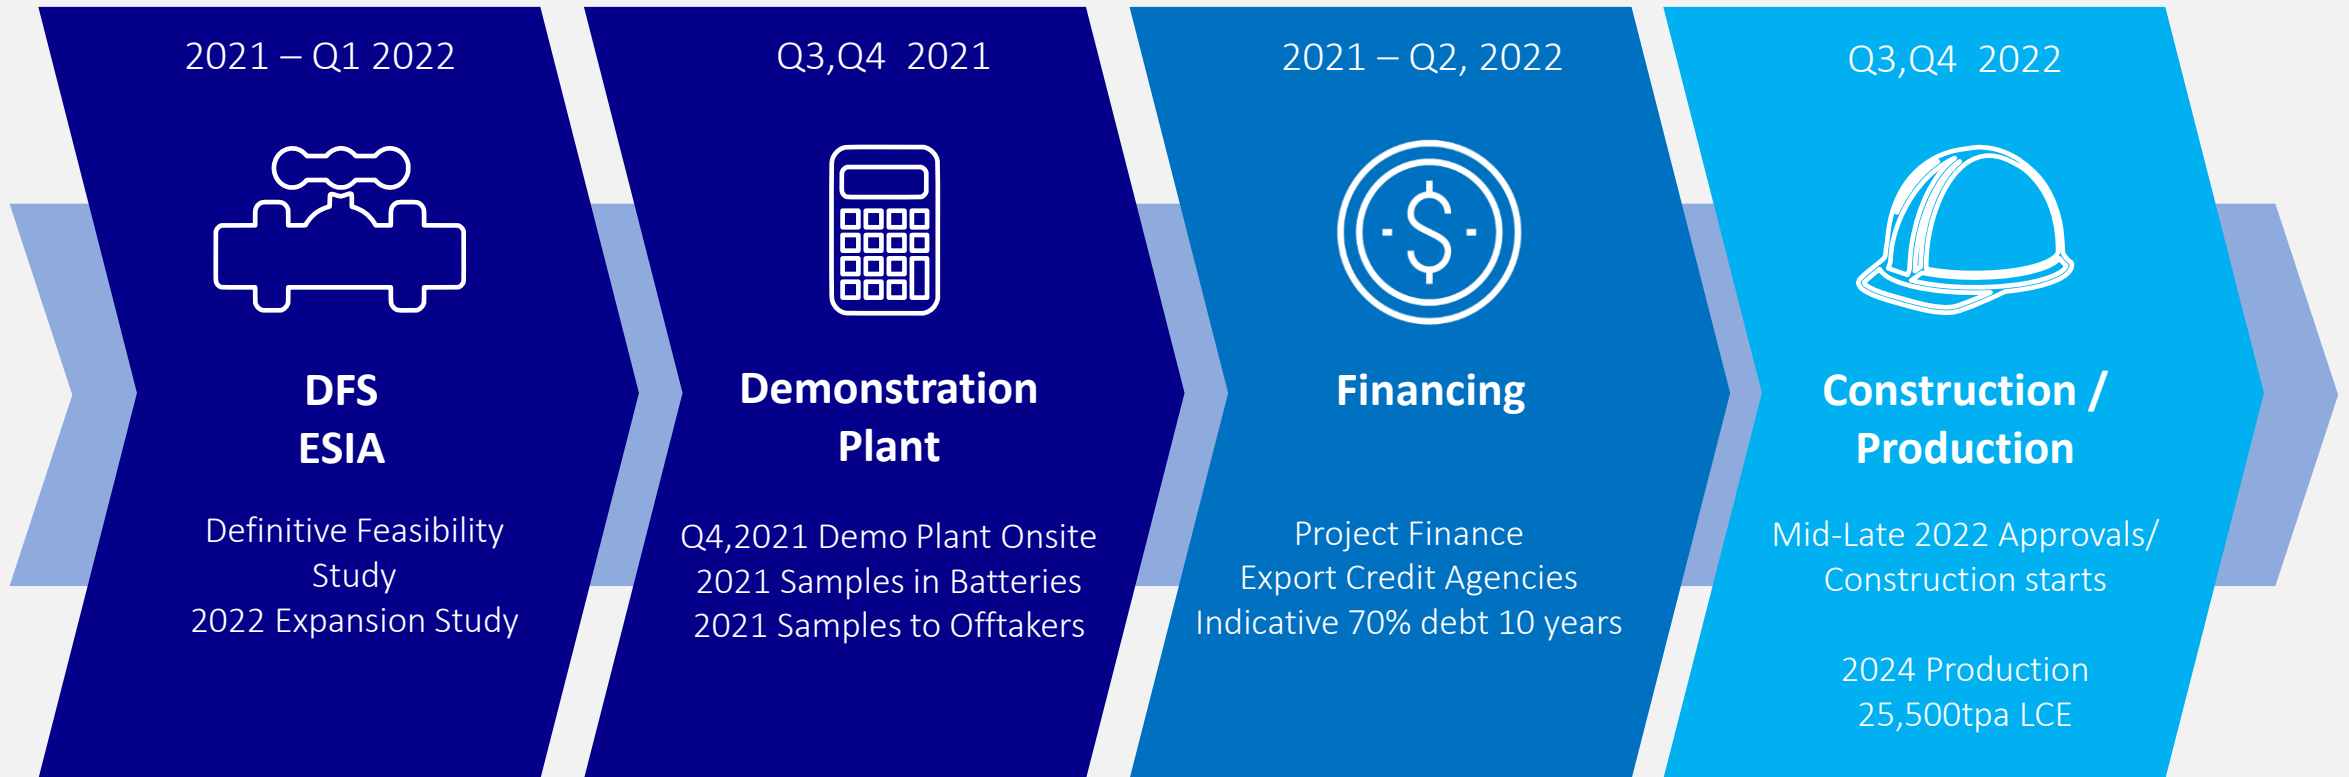 2021 – Q1 2022
DFS
ESIA
Definitive Feasibility
Study
2022 Expansion Study
Q3,Q4  2021
Demonstration
Plant
Q4,2021 Demo Plant Onsite
2021 Samples in Batteries
2021 Samples to Offtakers
2021 – Q2, 2022
$
Financing
Project Finance
Export Credit Agencies
Indicative 70% debt 10 years
Q3,Q4  2022
Construction /
Production
Mid-Late 2022 Approvals/
Construction starts
2024 Production
25,500tpa LCE